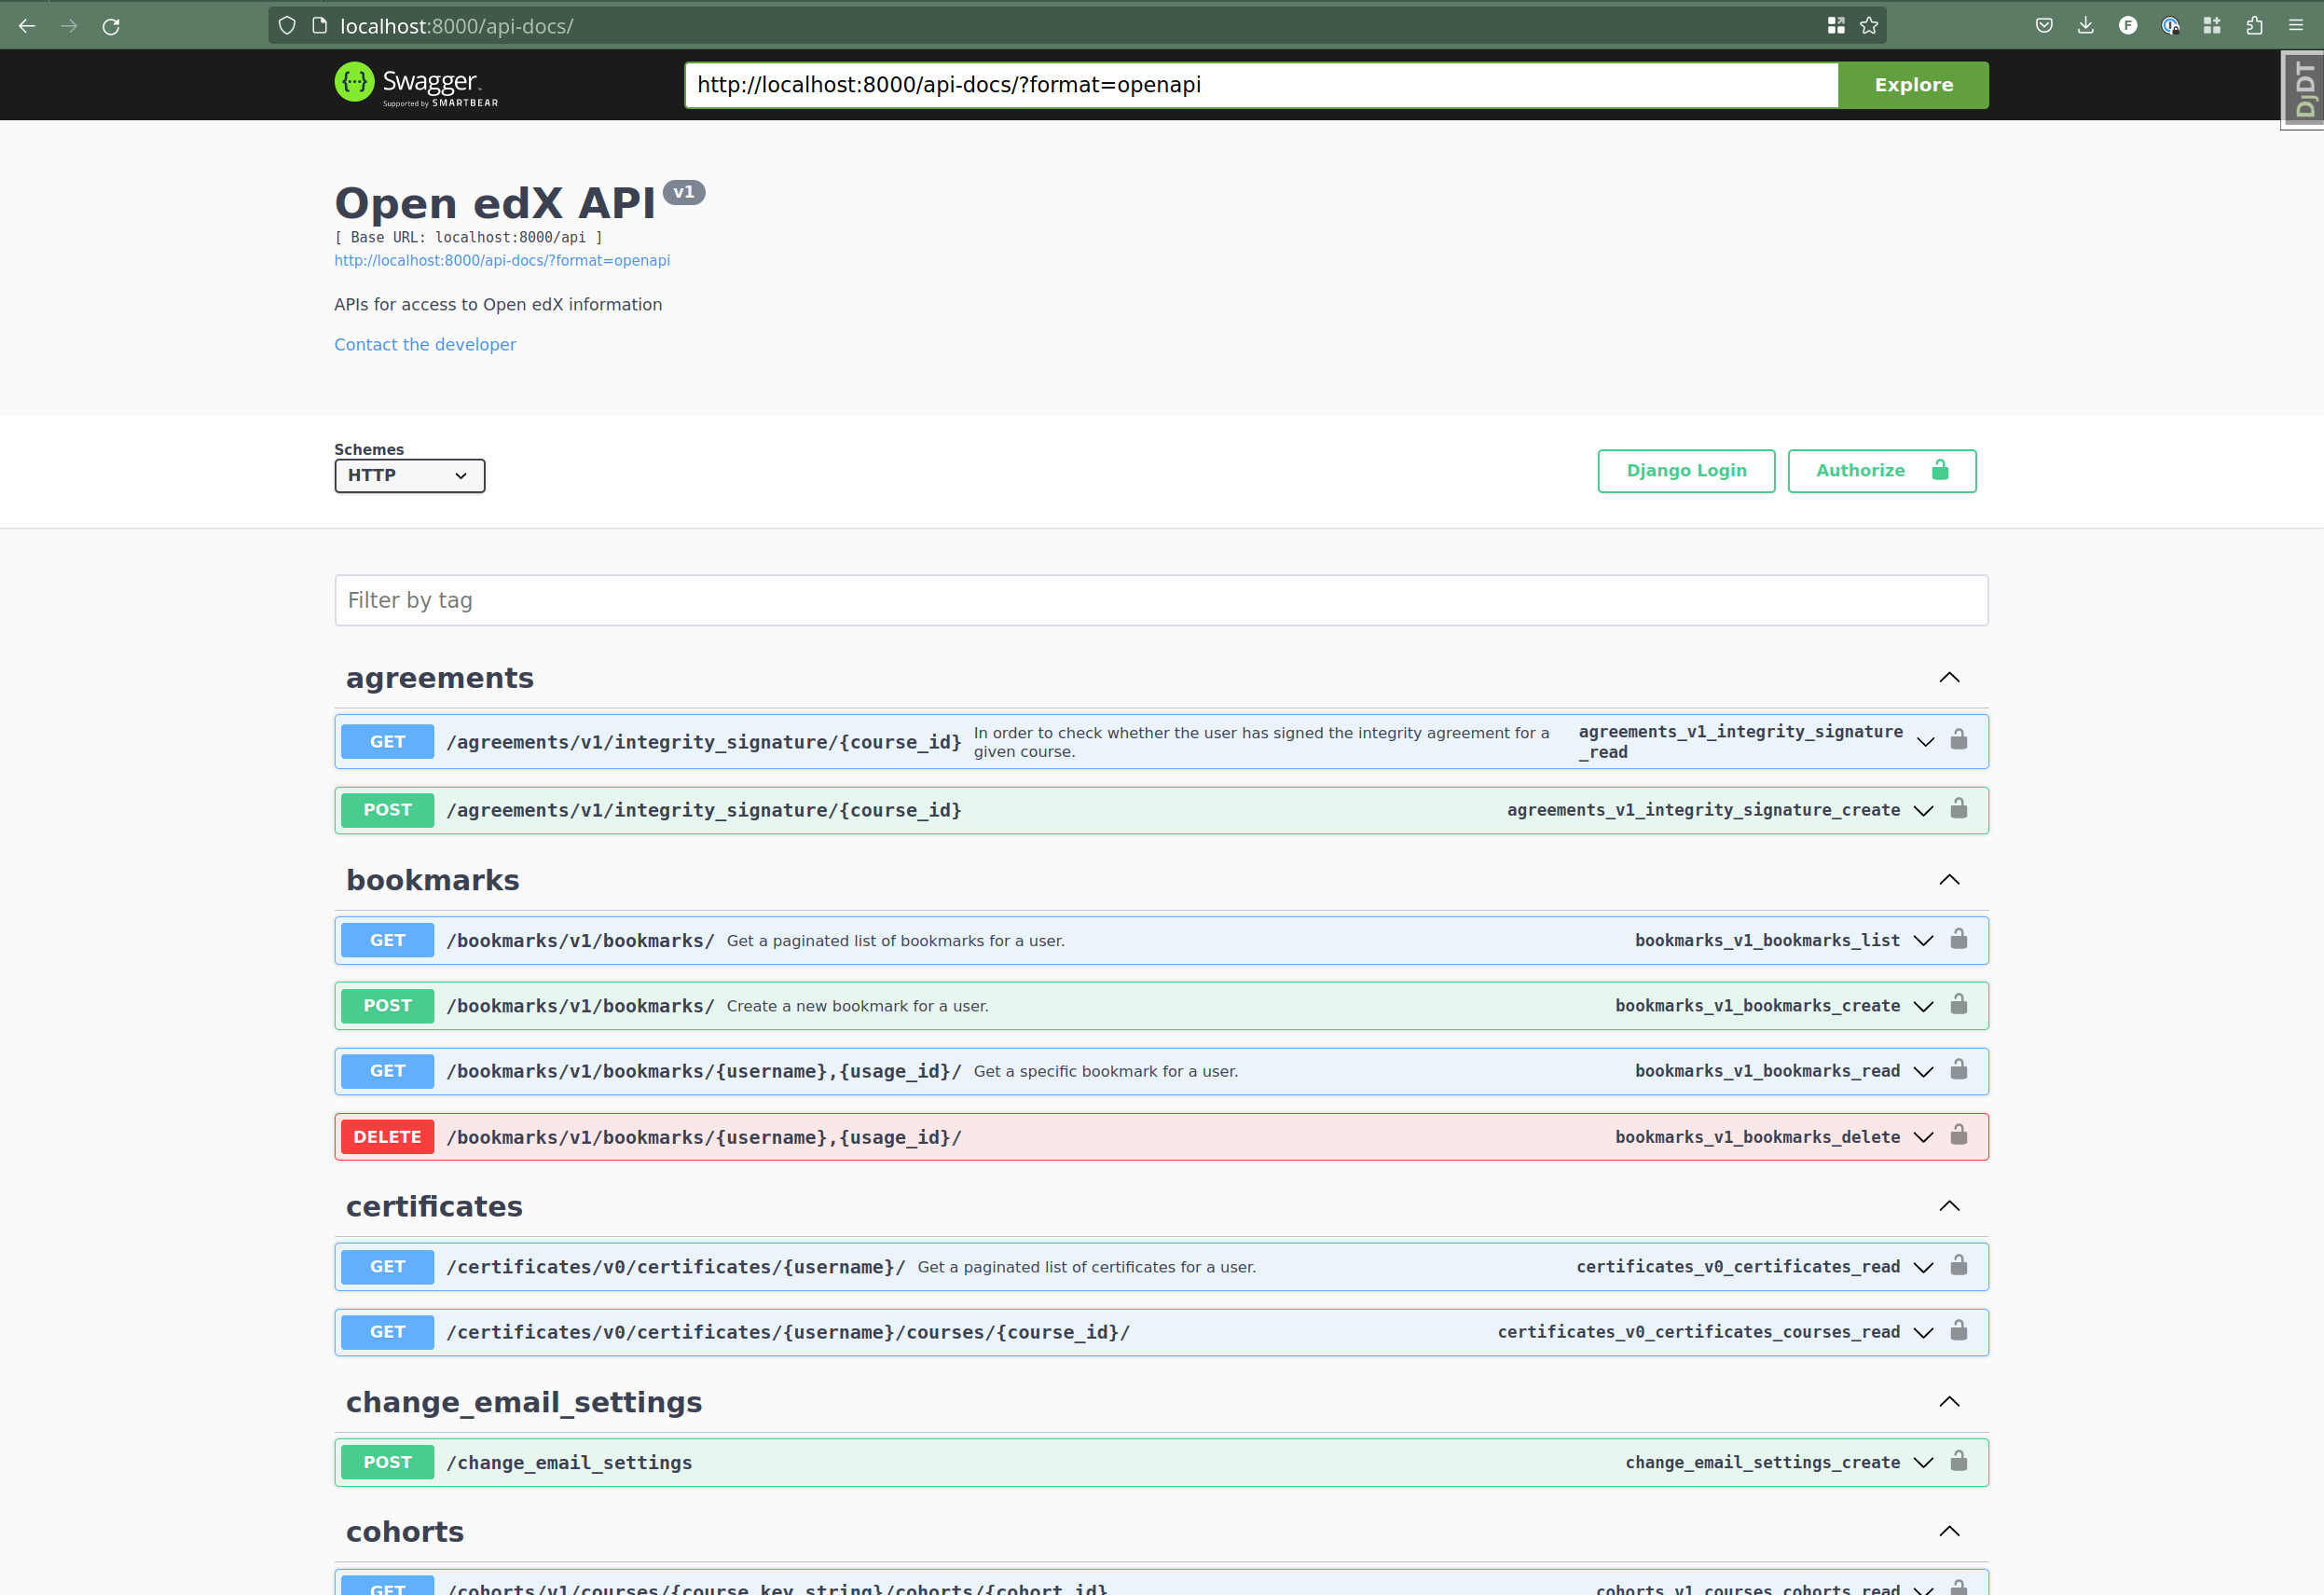 localhost:8000/api-docs/
Swagger
Supported by SMARTBEAR
http://localhost:8000/api-docs/?format=openapi
Explore
DjDT
Open edX API v1
[ Base URL: localhost:8000/api ]
http://localhost:8000/api-docs/?format=openapi
APIs for access to Open edX information
Contact the developer
Schemes
HTTP
Django Login
Authorize
Filter by tag
agreements
GET /agreements/v1/integrity_signature/{course_id} In order to check whether the user has signed the integrity agreement for a
given course.
agreements_v1_integrity_signature
_read
POST /agreements/v1/integrity_signature/{course_id} agreements_v1_integrity_signature_create
bookmarks
GET /bookmarks/v1/bookmarks/ Get a paginated list of bookmarks for a user. bookmarks_v1_bookmarks_list
POST /bookmarks/v1/bookmarks/ Create a new bookmark for a user. bookmarks_v1_bookmarks_create
GET /bookmarks/v1/bookmarks/{username},{usage_id}/ Get a specific bookmark for a user. bookmarks_v1_bookmarks_read
DELETE /bookmarks/v1/bookmarks/{username},{usage_id}/ bookmarks_v1_bookmarks_delete
certificates
GET /certificates/v0/certificates/{username}/ Get a paginated list of certificates for a user. certificates_v0_certificates_read
GET /certificates/v0/certificates/{username}/courses/{course_id}/ certificates_v0_certificates_courses_read
change_email_settings
POST /change_email_settings change_email_settings_create
cohorts
GET /cohorts/v1/courses/{course_key_string}/cohorts/{cohort_id} cohorts_v1_courses_cohorts_read